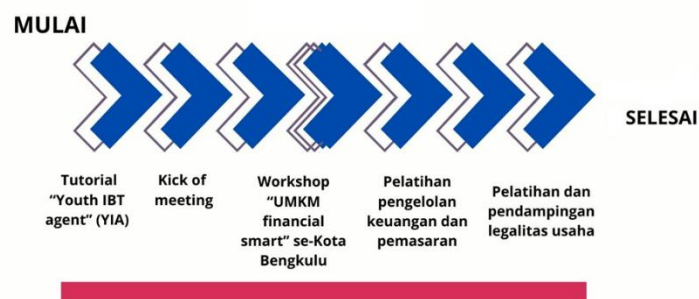 MULAI
SELESAI
Tutorial
“Youth IBT
agent” (YIA)
Kick of
meeting
Workshop
“UMKM
financial
smart” se-Kota
Bengkulu
Pelatihan
pengelolan
keuangan dan
pemasaran
Pelatihan dan
pendampingan
legalitas usaha